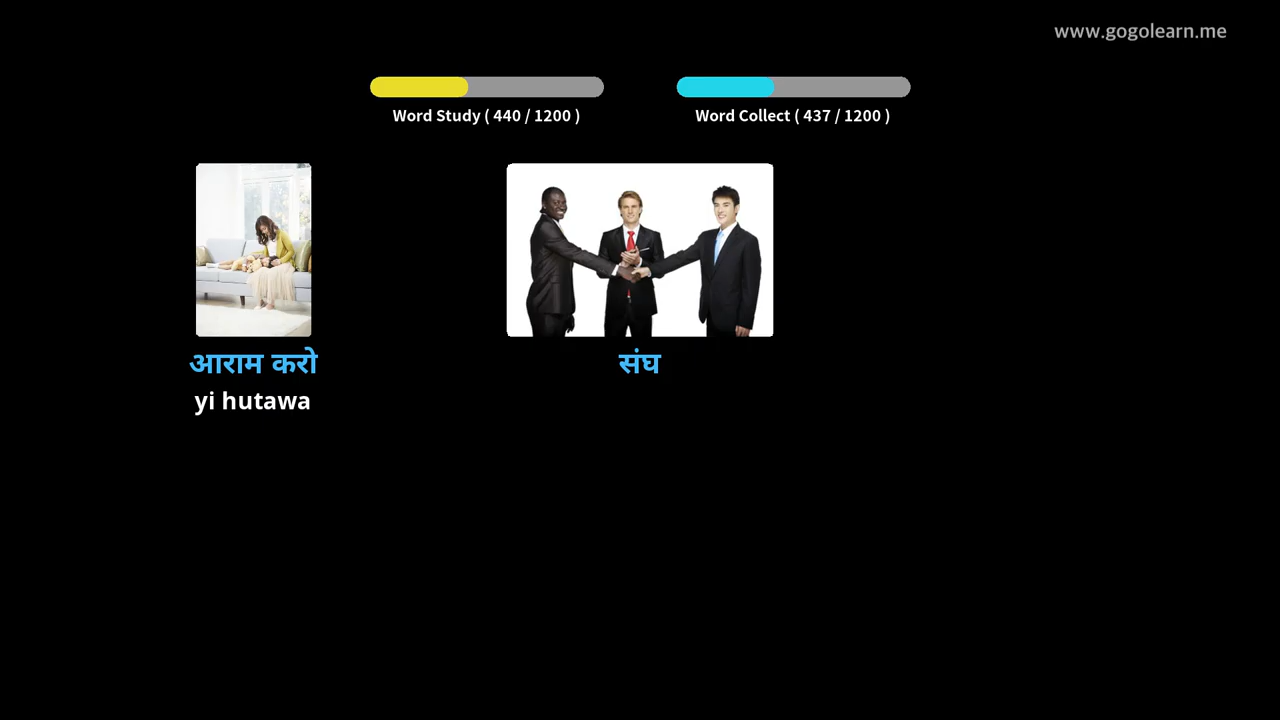 www.gogolearn.me
Word Study ( 440 / 1200 )
Word Collect ( 437 / 1200 )
आराम करो
संघ
yi hutawa